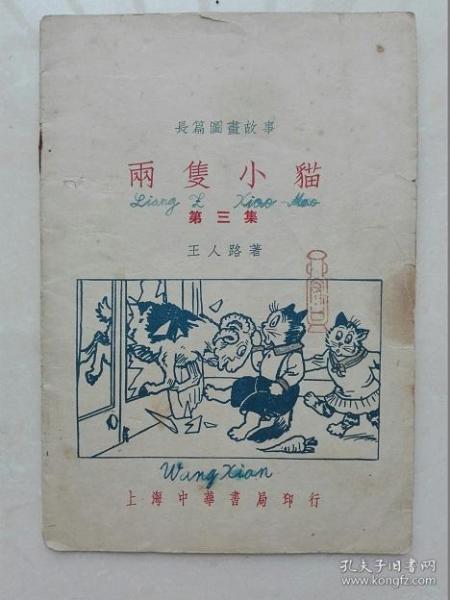 長篇圖畫故事
兩隻小貓
Liang Z Xiao-Mao
第三集
王人路著
Wang Xian
上海中華書局印行
孔夫子旧书网
www.kongfz.com